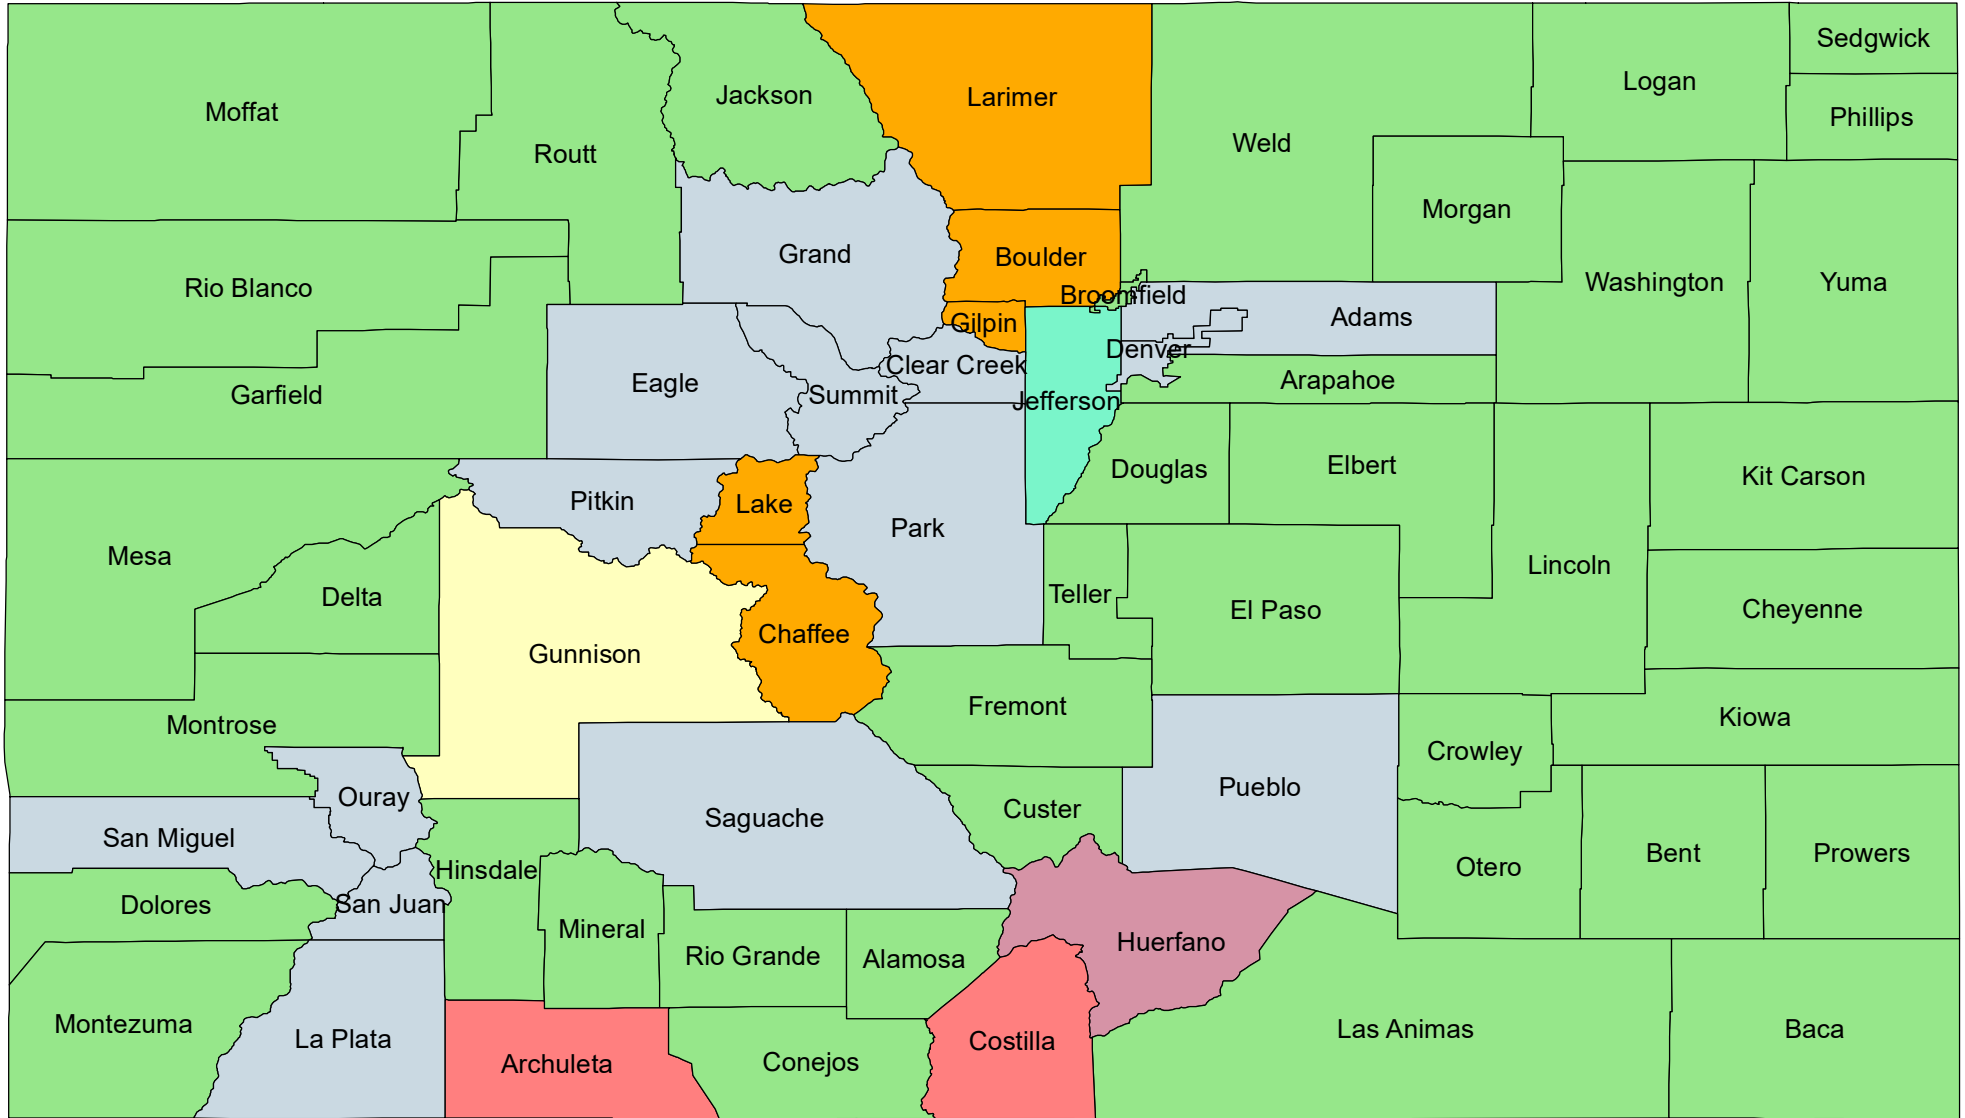 Sedgwick
Logan
Jackson
Larimer
Moffat
Phillips
Weld
Routt
Morgan
Grand
Boulder
Washington
Yuma
Rio Blanco
Broomfield
Adams
Gilpin
Denver
Clear Creek
Arapahoe
Eagle
Garfield
Summit
Jefferson
Elbert
Douglas
Kit Carson
Pitkin
Lake
Park
Mesa
Lincoln
Teller
Delta
El Paso
Cheyenne
Chaffee
Gunnison
Fremont
Kiowa
Montrose
Crowley
Pueblo
Ouray
Custer
Saguache
San Miguel
Bent
Prowers
Otero
Hinsdale
Dolores
San Juan
Mineral
Huerfano
Rio Grande
Alamosa
Montezuma
Las Animas
Baca
La Plata
Costilla
Conejos
Archuleta